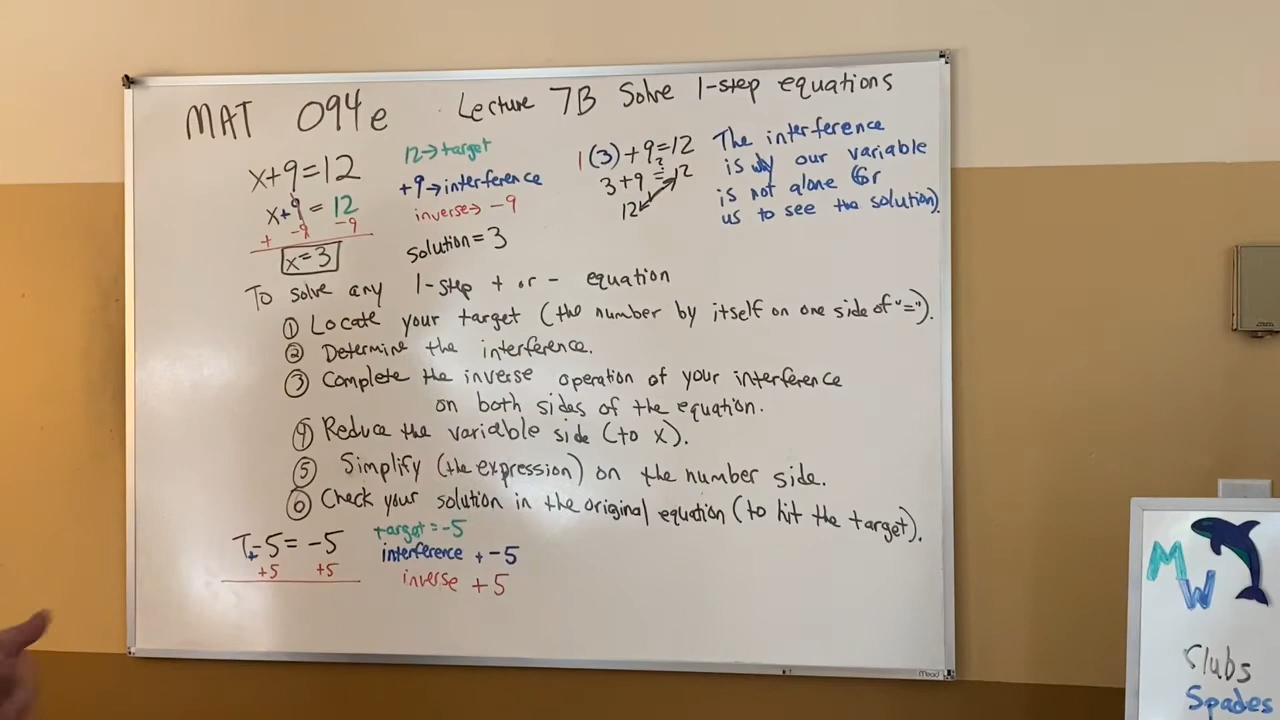 MAT 094e Lecture 7B Solve 1-step equations
x+9=12
x+9 = 12
+ -9 -9
x=3
12→target
+9→interference
inverse→ -9
solution=3
1(3)+9=12
3+9 ?= 12
12
The interference
is why our variable
is not alone (for
us to see the solution).
To solve any 1-step + or - equation
① Locate your target (the number by itself on one side of "=").
② Determine the interference.
③ Complete the inverse operation of your interference
on both sides of the equation.
④ Reduce the variable side (to x).
⑤ Simplify (the expression) on the number side.
⑥ Check your solution in the original equation (to hit the target).
T+-5= -5
+5 +5
target=-5
interference + -5
inverse +5
Mead
MW
Clubs
Spades